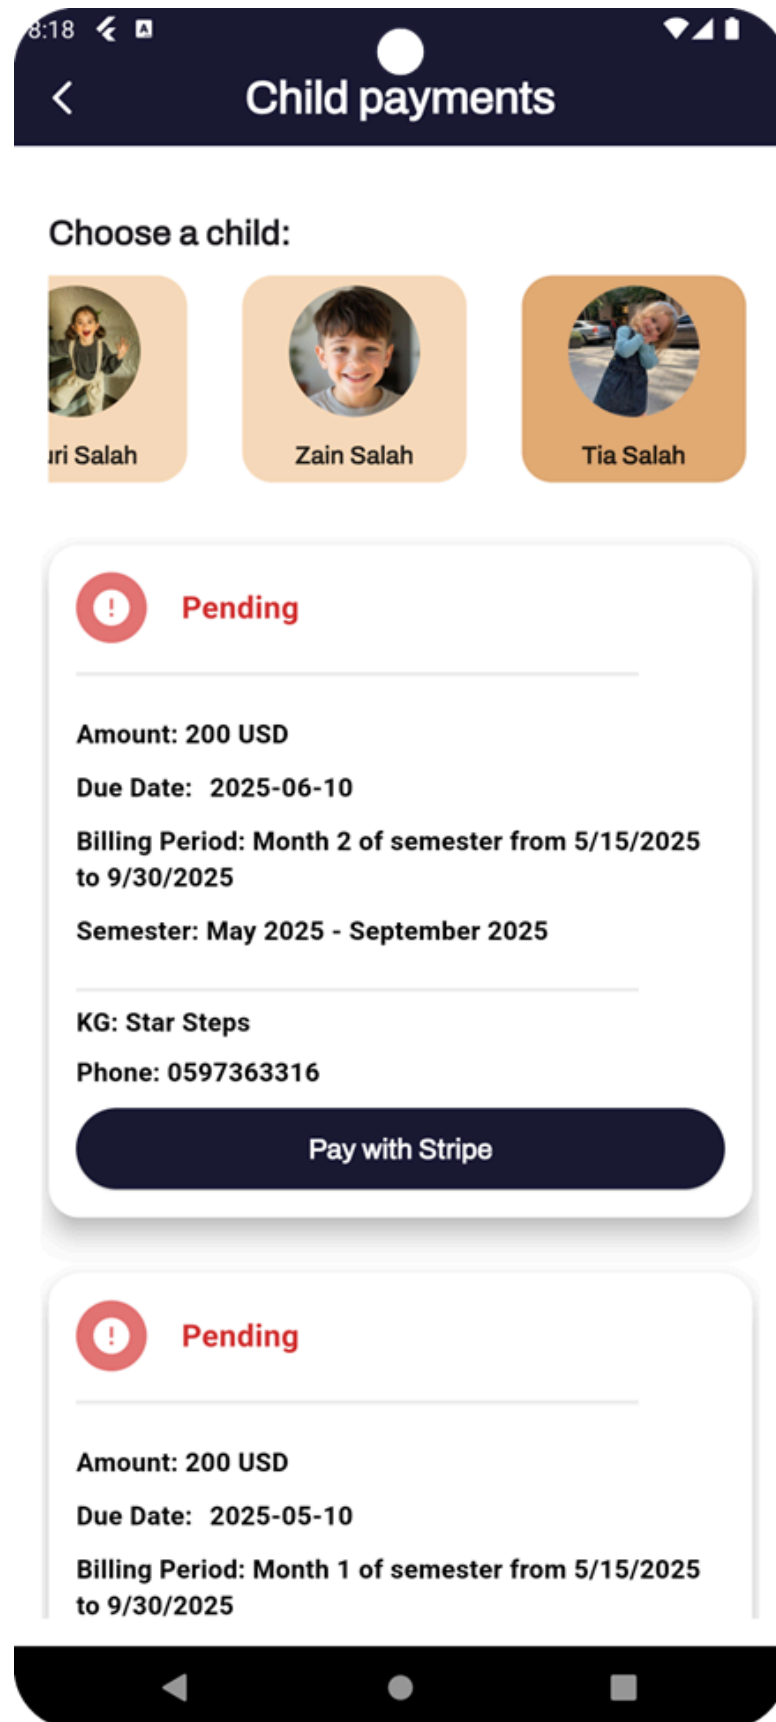 8:18
Child payments
Choose a child:
uri Salah
Zain Salah
Tia Salah
Pending
Amount: 200 USD
Due Date: 2025-06-10
Billing Period: Month 2 of semester from 5/15/2025
to 9/30/2025
Semester: May 2025 - September 2025
KG: Star Steps
Phone: 0597363316
Pay with Stripe
Pending
Amount: 200 USD
Due Date: 2025-05-10
Billing Period: Month 1 of semester from 5/15/2025
to 9/30/2025